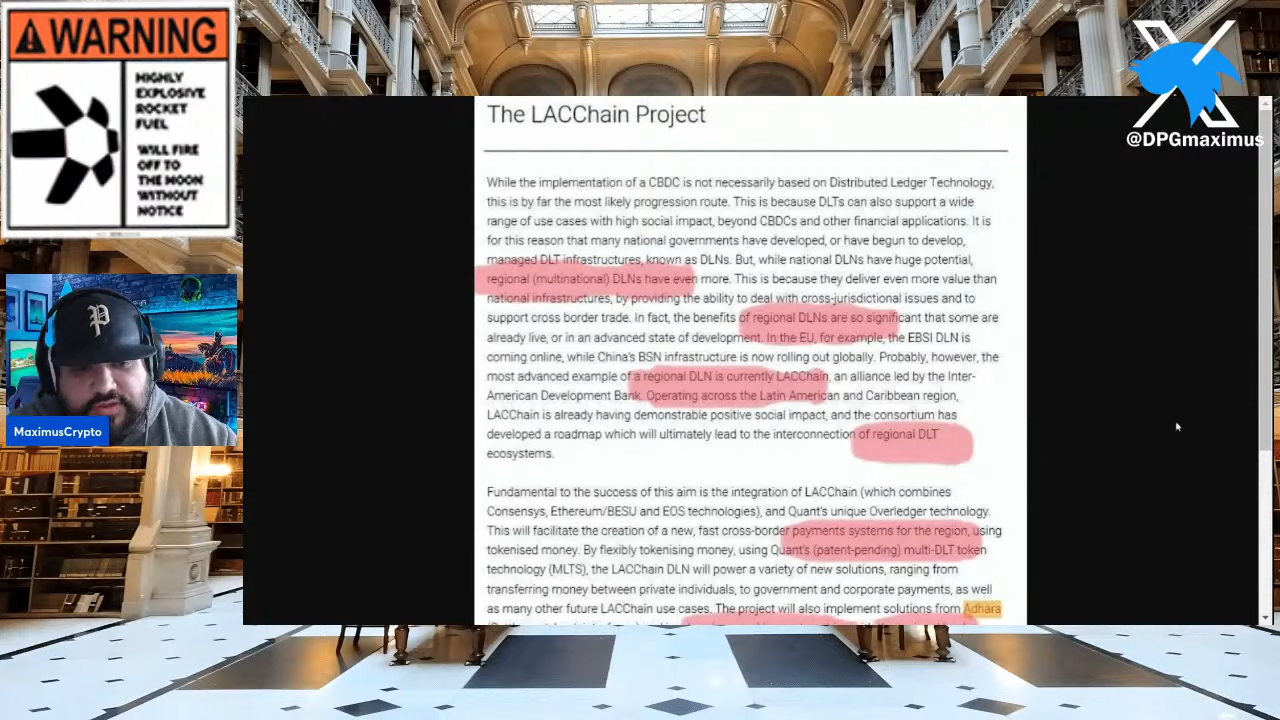 WARNING
HIGHLY
EXPLOSIVE
ROCKET
FUEL
WILL FIRE
OFF TO
THE MOON
WITHOUT
NOTICE
@DPGmaximus
MaximusCrypto
P
The LACChain Project
While the implementation of a CBDC is not necessarily based on Distributed Ledger Technology,
this is by far the most likely progression route. This is because DLTs can also support a wide
range of use cases with high social impact, beyond CBDCs and other financial applications. It is
for this reason that many national governments have developed, or have begun to develop,
managed DLT infrastructures, known as DLNs. But, while national DLNs have huge potential,
regional (multinational) DLNs have even more. This is because they deliver even more value than
national infrastructures, by providing the ability to deal with cross-jurisdictional issues and to
support cross border trade. In fact, the benefits of regional DLNs are so significant that some are
already live, or in an advanced state of development. In the EU, for example, the EBSI DLN is
coming online, while China's BSN infrastructure is now rolling out globally. Probably, however, the
most advanced example of a regional DLN is currently LACChain, an alliance led by the Inter-
American Development Bank. Operating across the Latin American and Caribbean region,
LACChain is already having demonstrable positive social impact, and the consortium has
developed a roadmap which will ultimately lead to the interconnection of regional DLT
ecosystems.
Fundamental to the success of this aim is the integration of LACChain (which combines
Consensys, Ethereum/BESU and EOS technologies), and Quant's unique Overledger technology.
This will facilitate the creation of a new, fast cross-border payments systems for the region, using
tokenised money. By flexibly tokenising money, using Quant's (patent-pending) multi-DLT token
technology (MLTS), the LACChain DLN will power a variety of new solutions, ranging from
transferring money between private individuals, to government and corporate payments, as well
as many other future LACChain use cases. The project will also implement solutions from Adhara